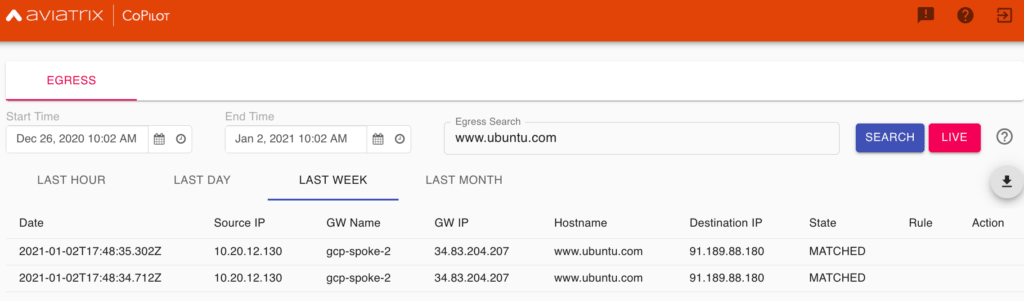 AVIATRIX CoPilot
EGRESS
Start Time End Time Egress Search
Dec 26, 2020 10:02 AM Jan 2, 2021 10:02 AM www.ubuntu.com SEARCH LIVE
LAST HOUR LAST DAY LAST WEEK LAST MONTH
Date Source IP GW Name GW IP Hostname Destination IP State Rule Action
2021-01-02T17:48:35.302Z 10.20.12.130 gcp-spoke-2 34.83.204.207 www.ubuntu.com 91.189.88.180 MATCHED
2021-01-02T17:48:34.712Z 10.20.12.130 gcp-spoke-2 34.83.204.207 www.ubuntu.com 91.189.88.180 MATCHED